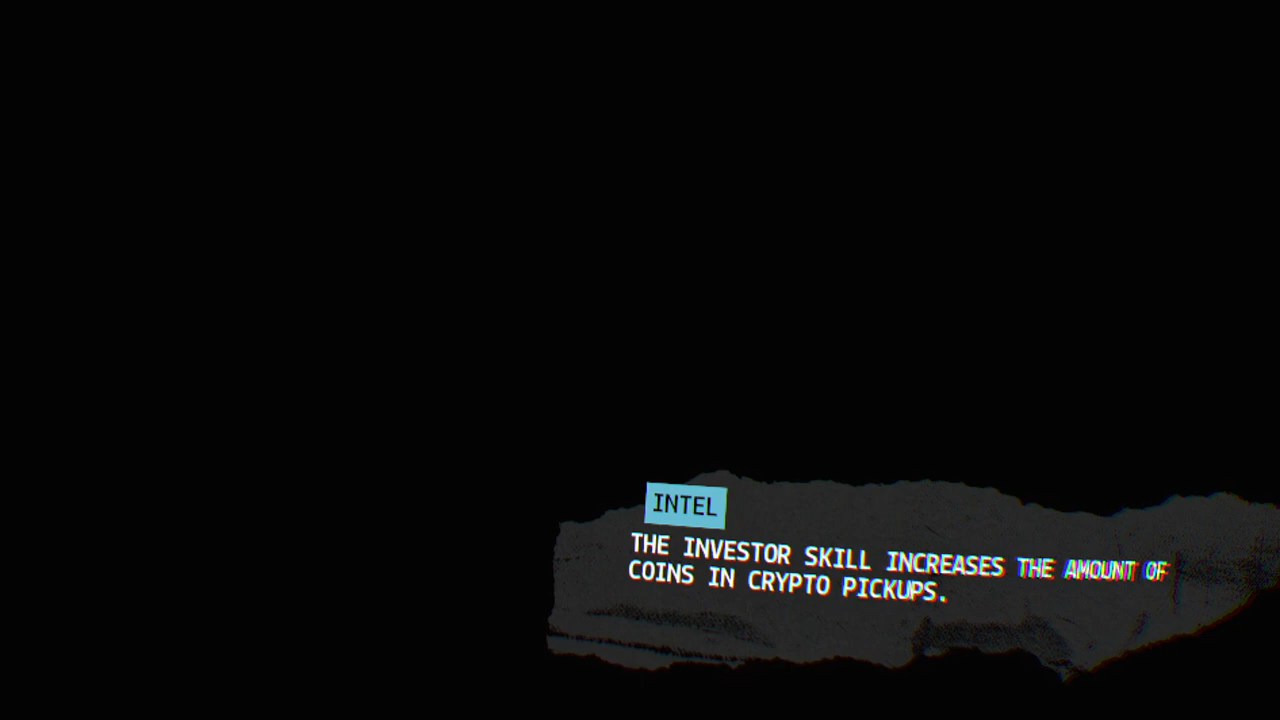 INTEL
THE INVESTOR SKILL INCREASES THE AMOUNT OF
COINS IN CRYPTO PICKUPS.